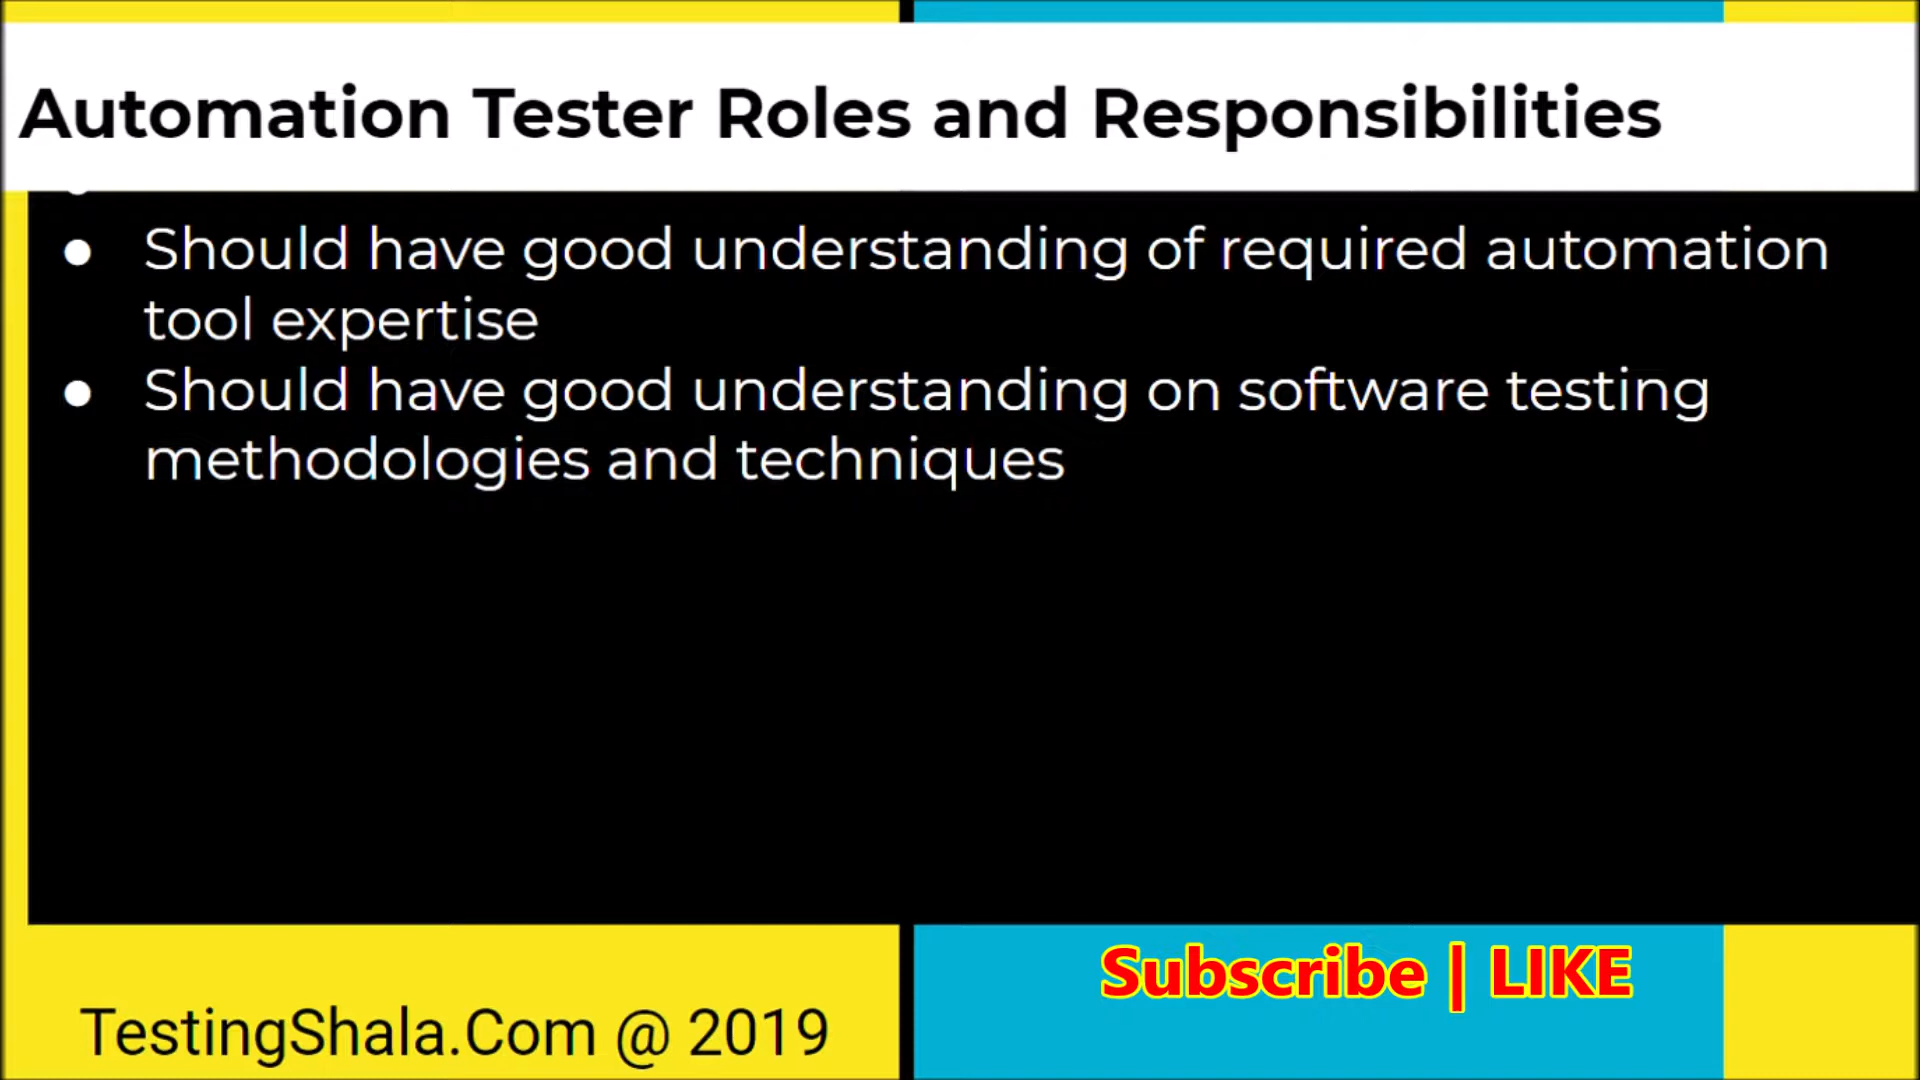 Automation Tester Roles and Responsibilities
● Should have good understanding of required automation
tool expertise
● Should have good understanding on software testing
methodologies and techniques
Subscribe | LIKE
TestingShala.Com @ 2019